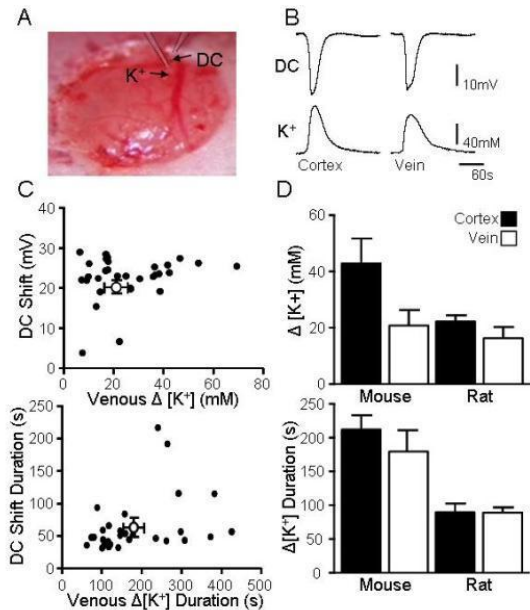 A
DC
K+
B
DC
10mV
K+
40mM
Cortex
Vein
60s
C
DC Shift (mV)
40
30
20
10
0
0 20 40 60 80
Venous Δ [K+] (mM)
DC Shift Duration (s)
250
200
150
100
50
0
0 100 200 300 400 500
Venous Δ[K+] Duration (s)
D
Cortex
Vein
Δ [K+] (mM)
60
40
20
0
Mouse Rat
Δ[K+] Duration (s)
250
200
150
100
50
0
Mouse Rat